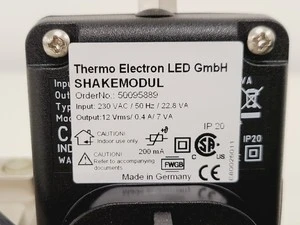 Thermo Electron LED GmbH
SHAKEMODUL
OrderNo.: 50095889
Input: 230 VAC / 50 Hz / 22.8 VA
Output: 12 Vrms/ 0.4 A/ 7 VA
CAUTION!
Indoor use only
200 mA
IP 20
CAUTION!
Refer to accompanying
documents
FWGB
Made in Germany
IP20